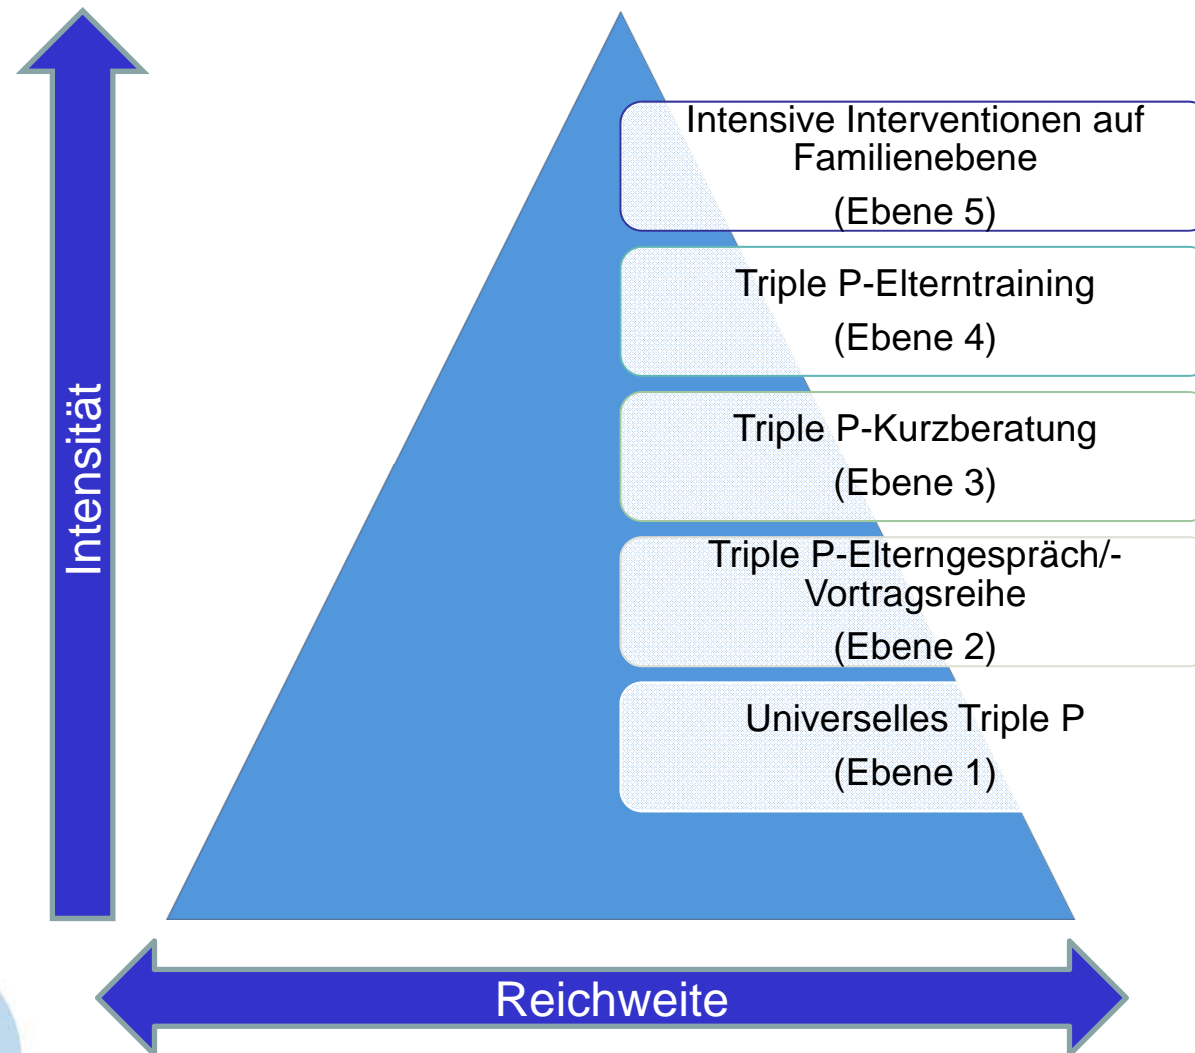 Intensität
Intensive Interventionen auf
Familienebene
(Ebene 5)
Triple P-Elterntraining
(Ebene 4)
Triple P-Kurzberatung
(Ebene 3)
Triple P-Elterngespräch/-
Vortragsreihe
(Ebene 2)
Universelles Triple P
(Ebene 1)
Reichweite